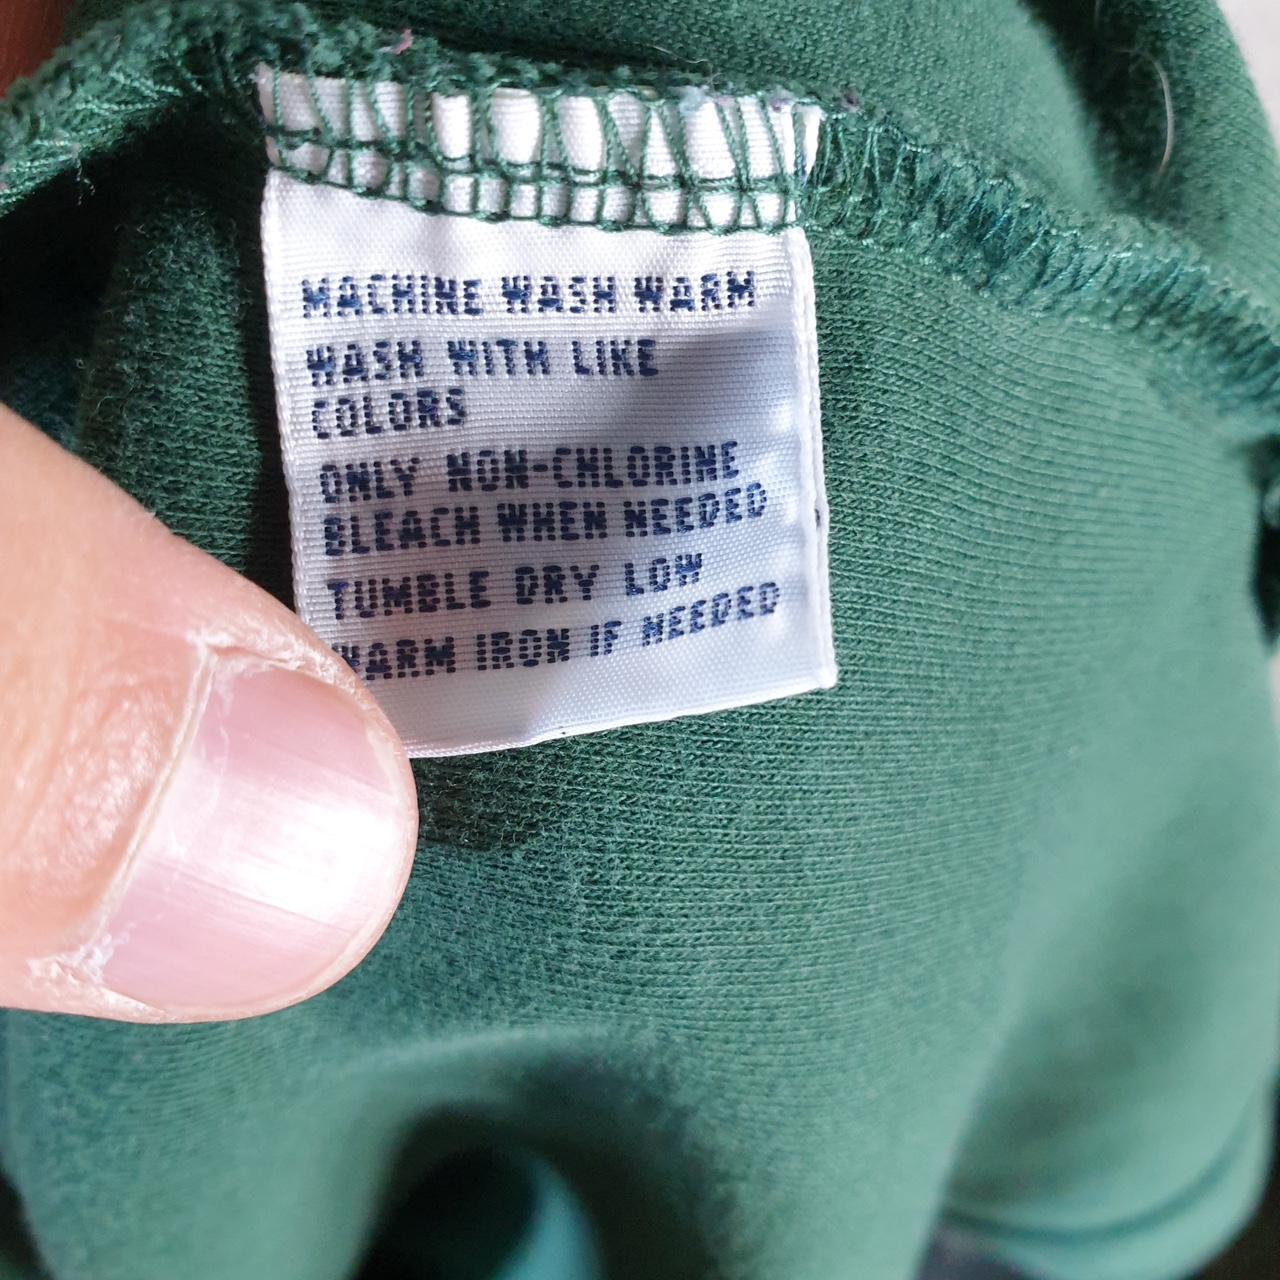 MACHINE WASH WARM
WASH WITH LIKE
COLORS
ONLY NON-CHLORINE
BLEACH WHEN NEEDED
TUMBLE DRY LOW
WARM IRON IF NEEDED